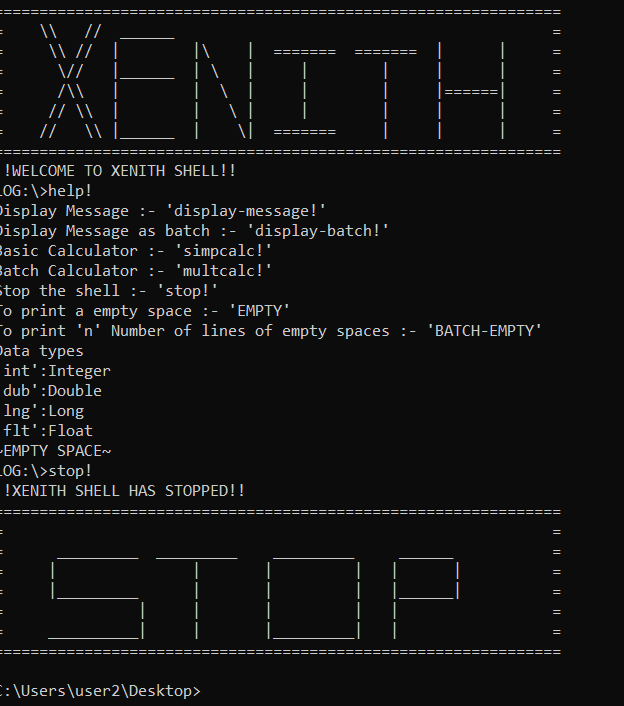 XENITH
!WELCOME TO XENITH SHELL!!
LOG:\>help!
Display Message :- 'display-message!'
Display Message as batch :- 'display-batch!'
Basic Calculator :- 'simpcalc!'
Batch Calculator :- 'multcalc!'
Stop the shell :- 'stop!'
To print a empty space :- 'EMPTY'
To print 'n' Number of lines of empty spaces :- 'BATCH-EMPTY'
Data types
int':Integer
dub':Double
lng':Long
flt':Float
~EMPTY SPACE~
LOG:\>stop!
!XENITH SHELL HAS STOPPED!!
STOP
C:\Users\user2\Desktop>